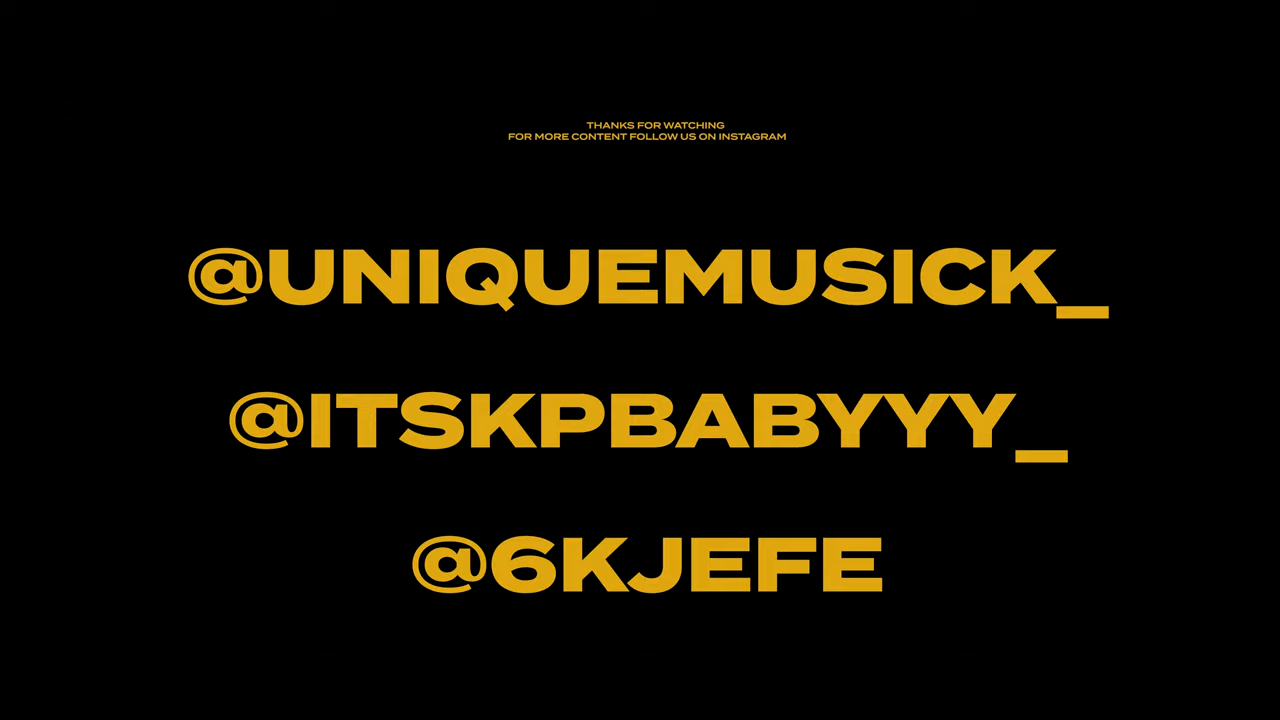 THANKS FOR WATCHING
FOR MORE CONTENT FOLLOW US ON INSTAGRAM
@UNIQUEMUSICK_
@ITSKPBABYYY_
@6KJEFE